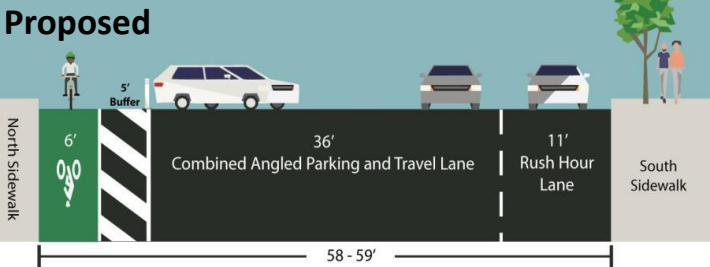 Proposed
5’
Buffer
North Sidewalk
6’
36’
Combined Angled Parking and Travel Lane
11’
Rush Hour
Lane
South
Sidewalk
58 - 59’